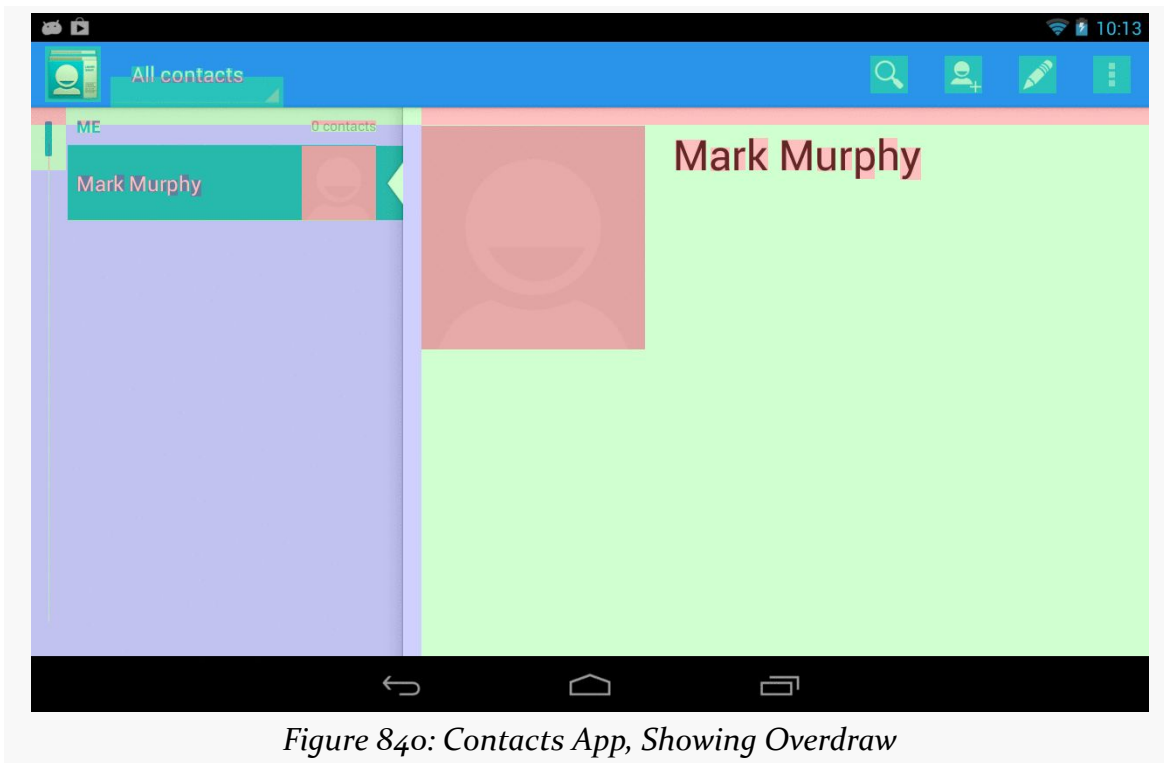 10:13
All contacts
ME 0 contacts
Mark Murphy
Mark Murphy
Figure 840: Contacts App, Showing Overdraw